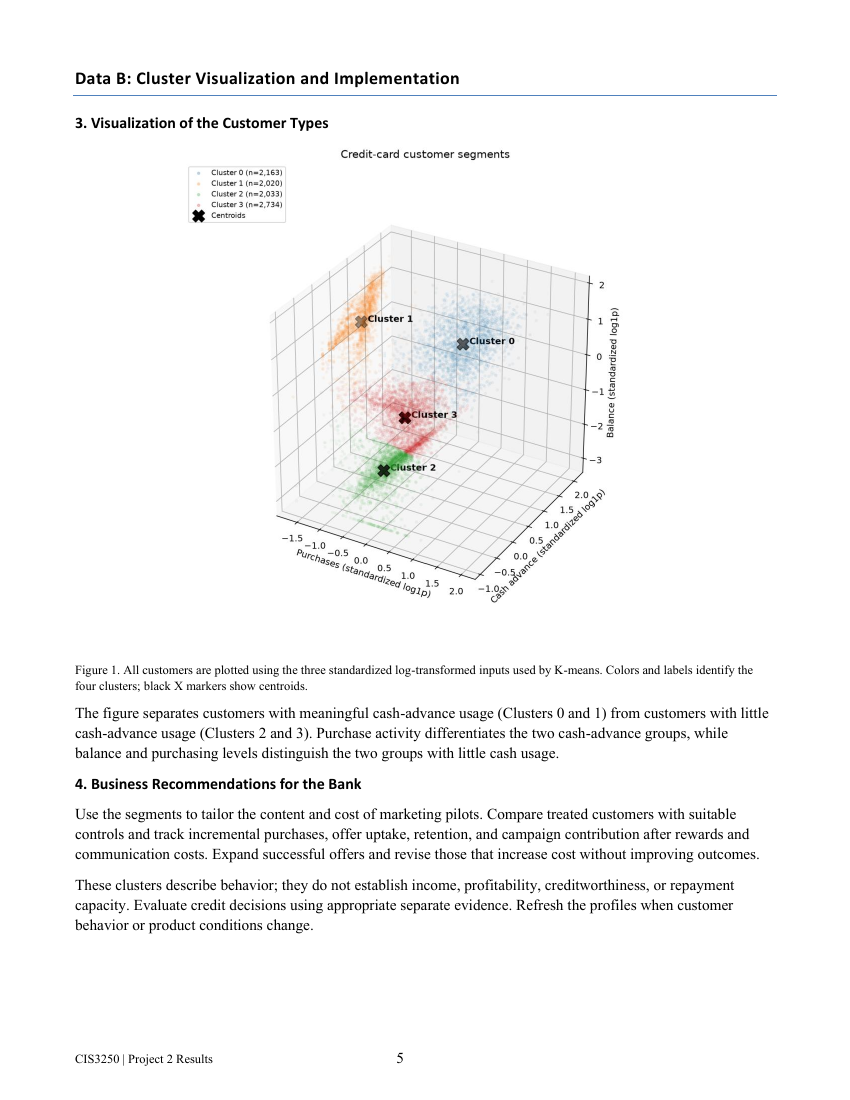 Data B: Cluster Visualization and Implementation
3. Visualization of the Customer Types
Credit-card customer segments
Cluster 0 (n=2,163)
Cluster 1 (n=2,020)
Cluster 2 (n=2,033)
Cluster 3 (n=2,734)
Centroids
Cluster 1
Cluster 0
Cluster 3
Cluster 2
2
1
0
−1
−2
−3
Balance (standardized log1p)
2.0
1.5
1.0
0.5
0.0
−0.5
−1.0
Cash advance (standardized log1p)
−1.5
−1.0
−0.5
0.0
0.5
1.0
1.5
2.0
Purchases (standardized log1p)
Figure 1. All customers are plotted using the three standardized log-transformed inputs used by K-means. Colors and labels identify the
four clusters; black X markers show centroids.
The figure separates customers with meaningful cash-advance usage (Clusters 0 and 1) from customers with little
cash-advance usage (Clusters 2 and 3). Purchase activity differentiates the two cash-advance groups, while
balance and purchasing levels distinguish the two groups with little cash usage.
4. Business Recommendations for the Bank
Use the segments to tailor the content and cost of marketing pilots. Compare treated customers with suitable
controls and track incremental purchases, offer uptake, retention, and campaign contribution after rewards and
communication costs. Expand successful offers and revise those that increase cost without improving outcomes.
These clusters describe behavior; they do not establish income, profitability, creditworthiness, or repayment
capacity. Evaluate credit decisions using appropriate separate evidence. Refresh the profiles when customer
behavior or product conditions change.
CIS3250 | Project 2 Results
5